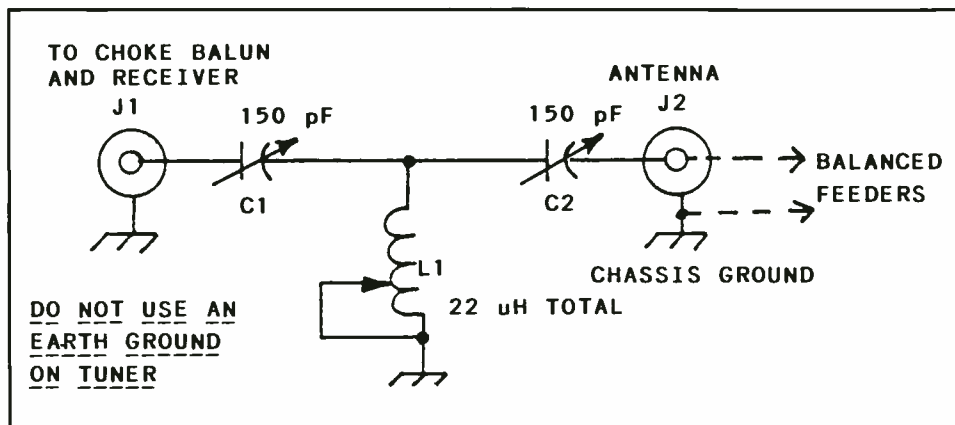 TO CHOKE BALUN
AND RECEIVER
J1
150 pF
C1
150 pF
C2
ANTENNA
J2
BALANCED
FEEDERS
L1
22 uH TOTAL
CHASSIS GROUND
DO NOT USE AN
EARTH GROUND
ON TUNER